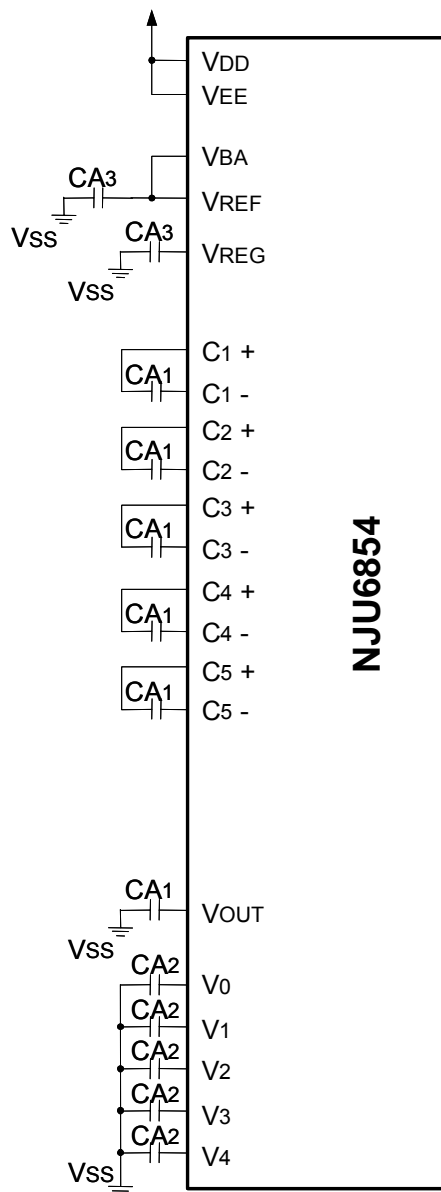 VDD
VEE
VBA
CA3
VREF
VSS
CA3
VREG
VSS
C1 +
CA1
C1 -
C2 +
CA1
C2 -
C3 +
CA1
C3 -
C4 +
CA1
C4 -
C5 +
CA1
C5 -
NJU6854
CA1
VOUT
VSS
CA2
V0
CA2
V1
CA2
V2
CA2
V3
CA2
V4
VSS